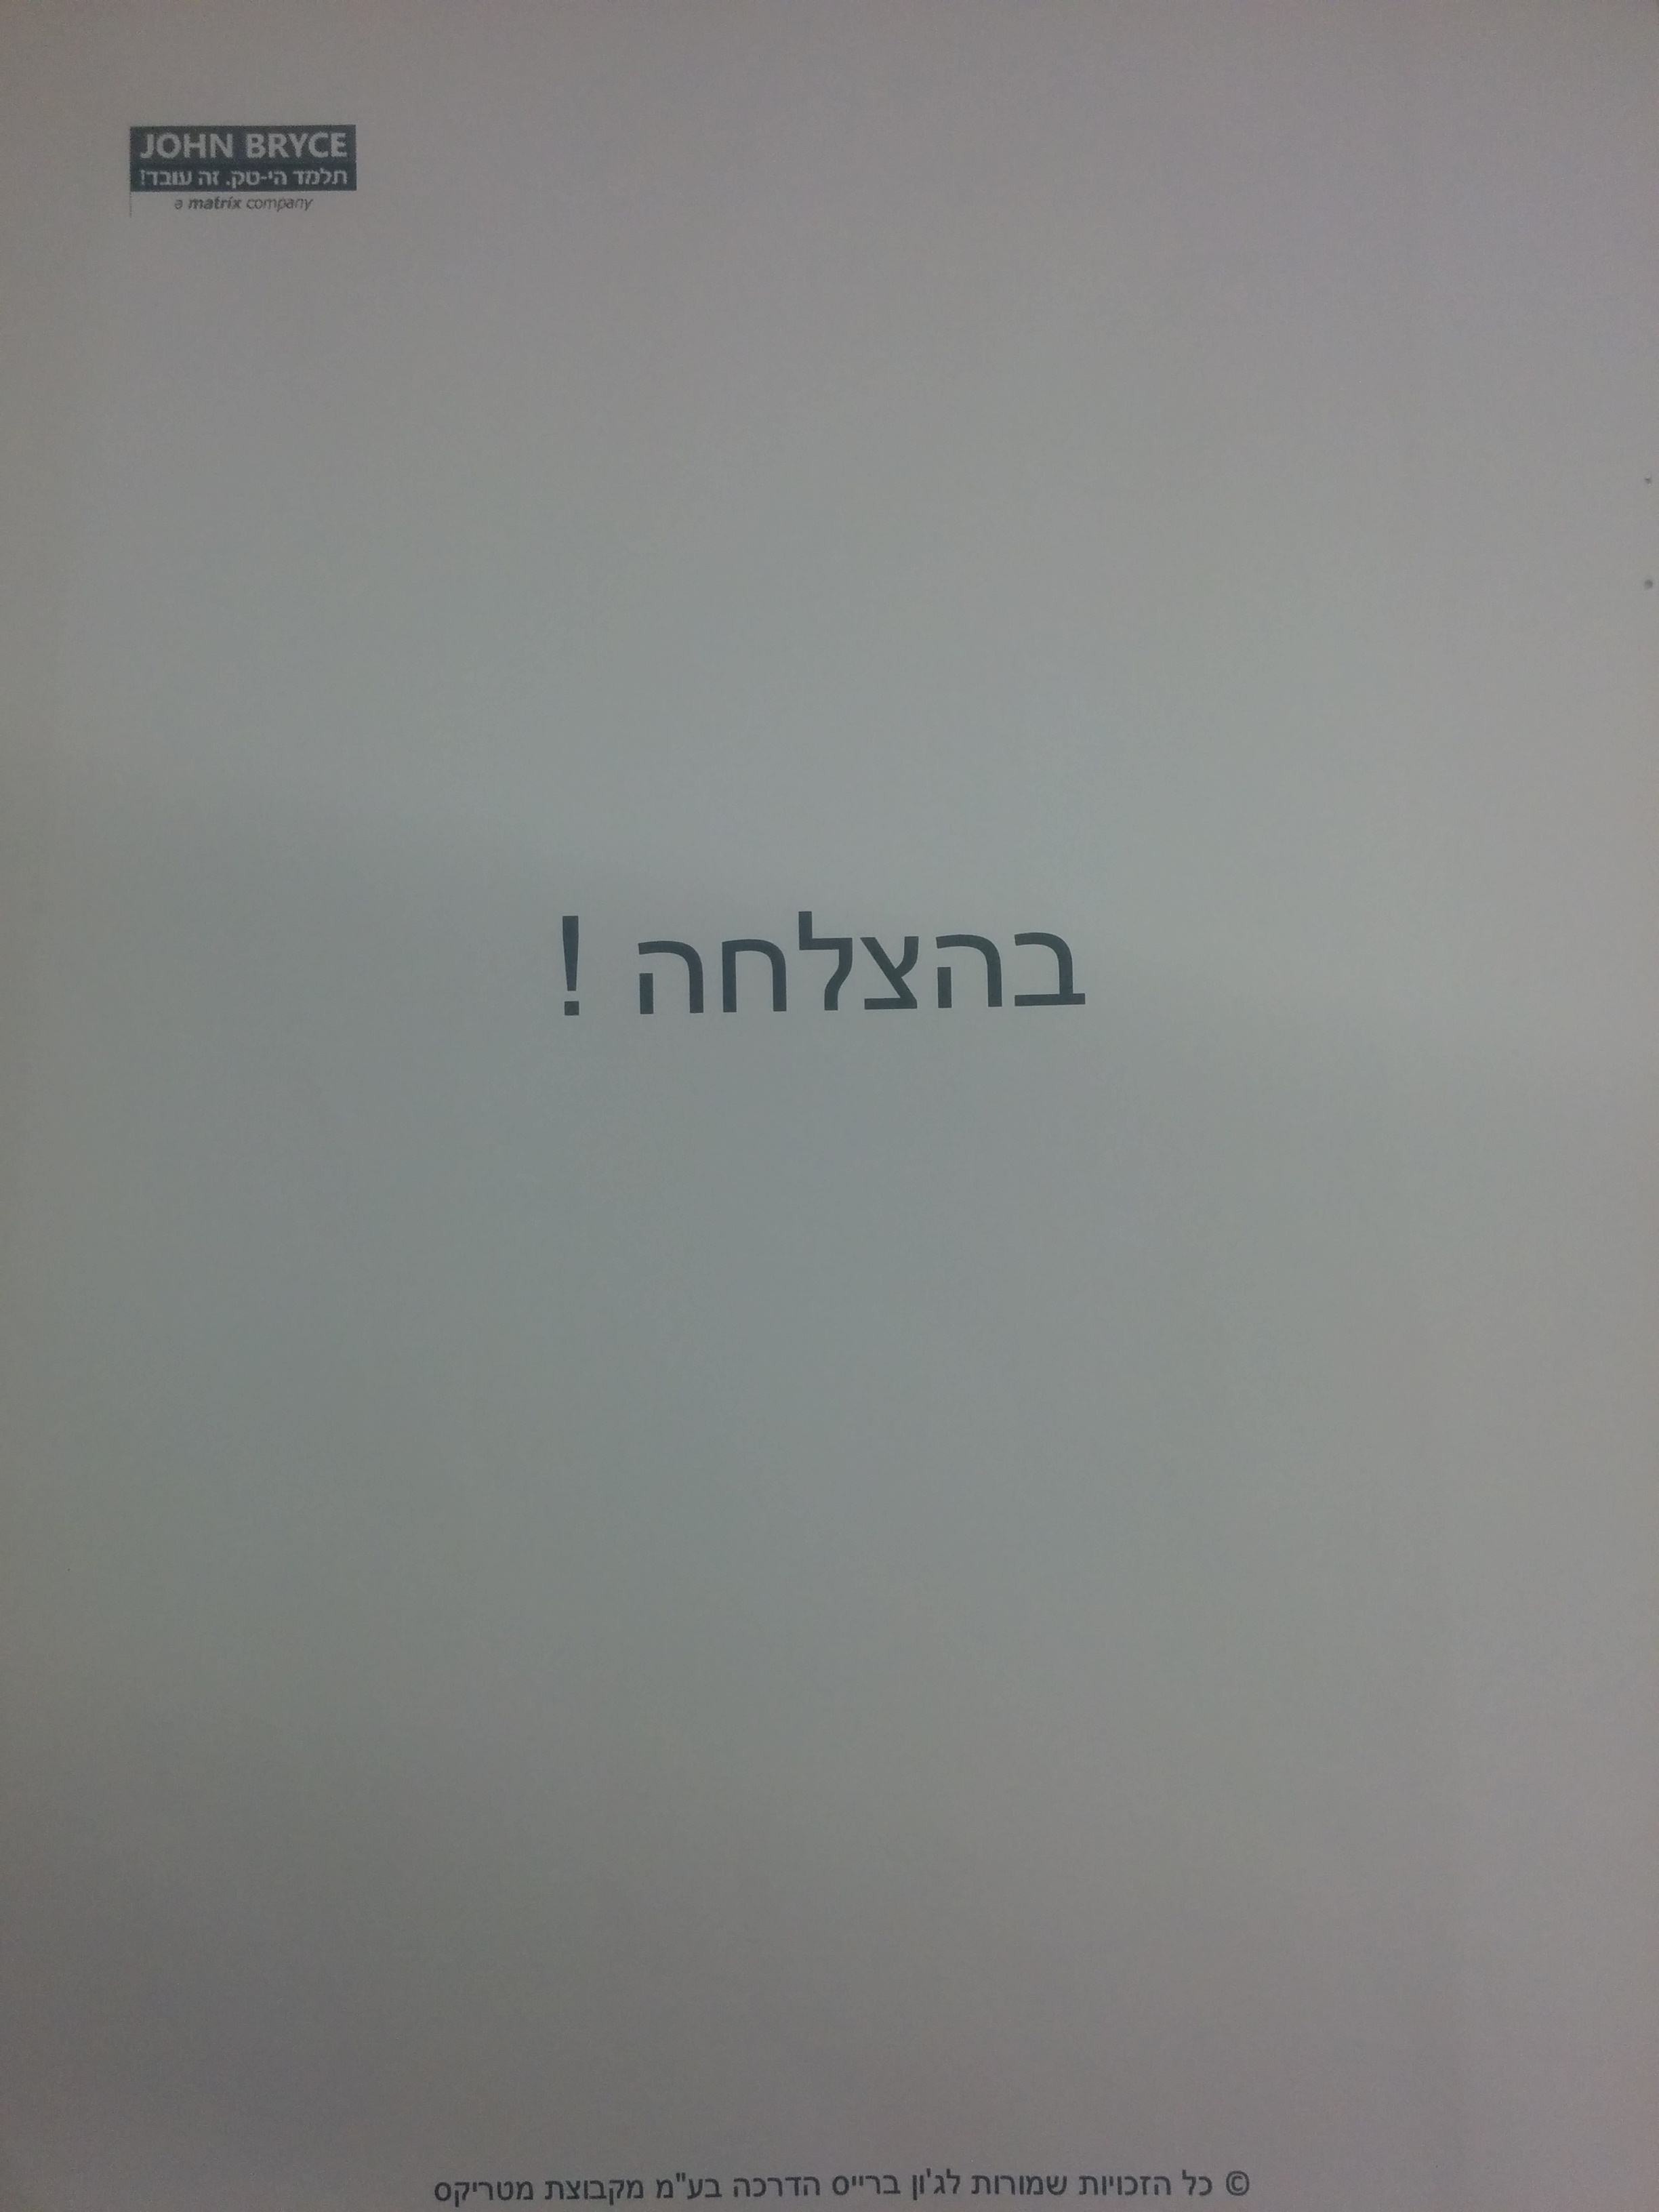 JOHN BRYCE
תלמד הי-טק. זה עובד!
a matrix company
בהצלחה !
© כל הזכויות שמורות לג'ון ברייס הדרכה בע"מ מקבוצת מטריקס